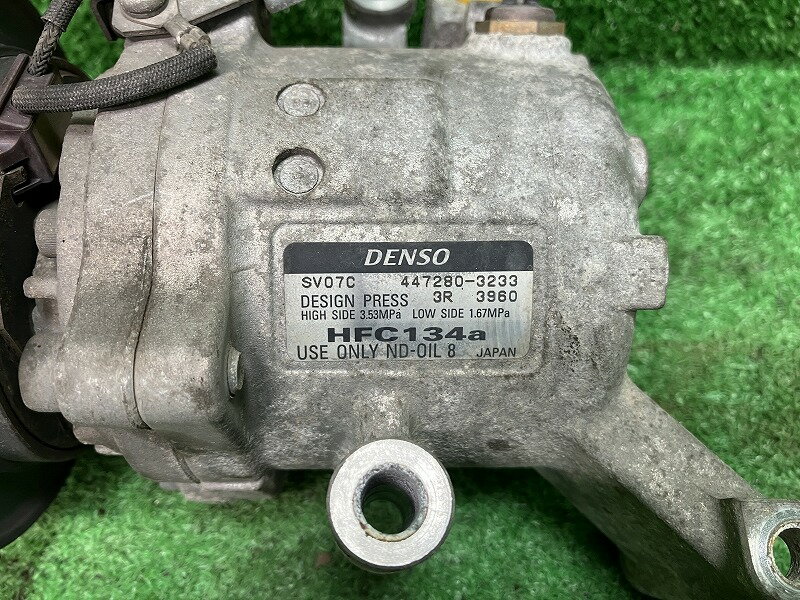 DENSO
SV07C 447280-3233
DESIGN PRESS 3R 3960
HIGH SIDE 3.53MPa LOW SIDE 1.67MPa
HFC134a
USE ONLY ND-OIL 8 JAPAN